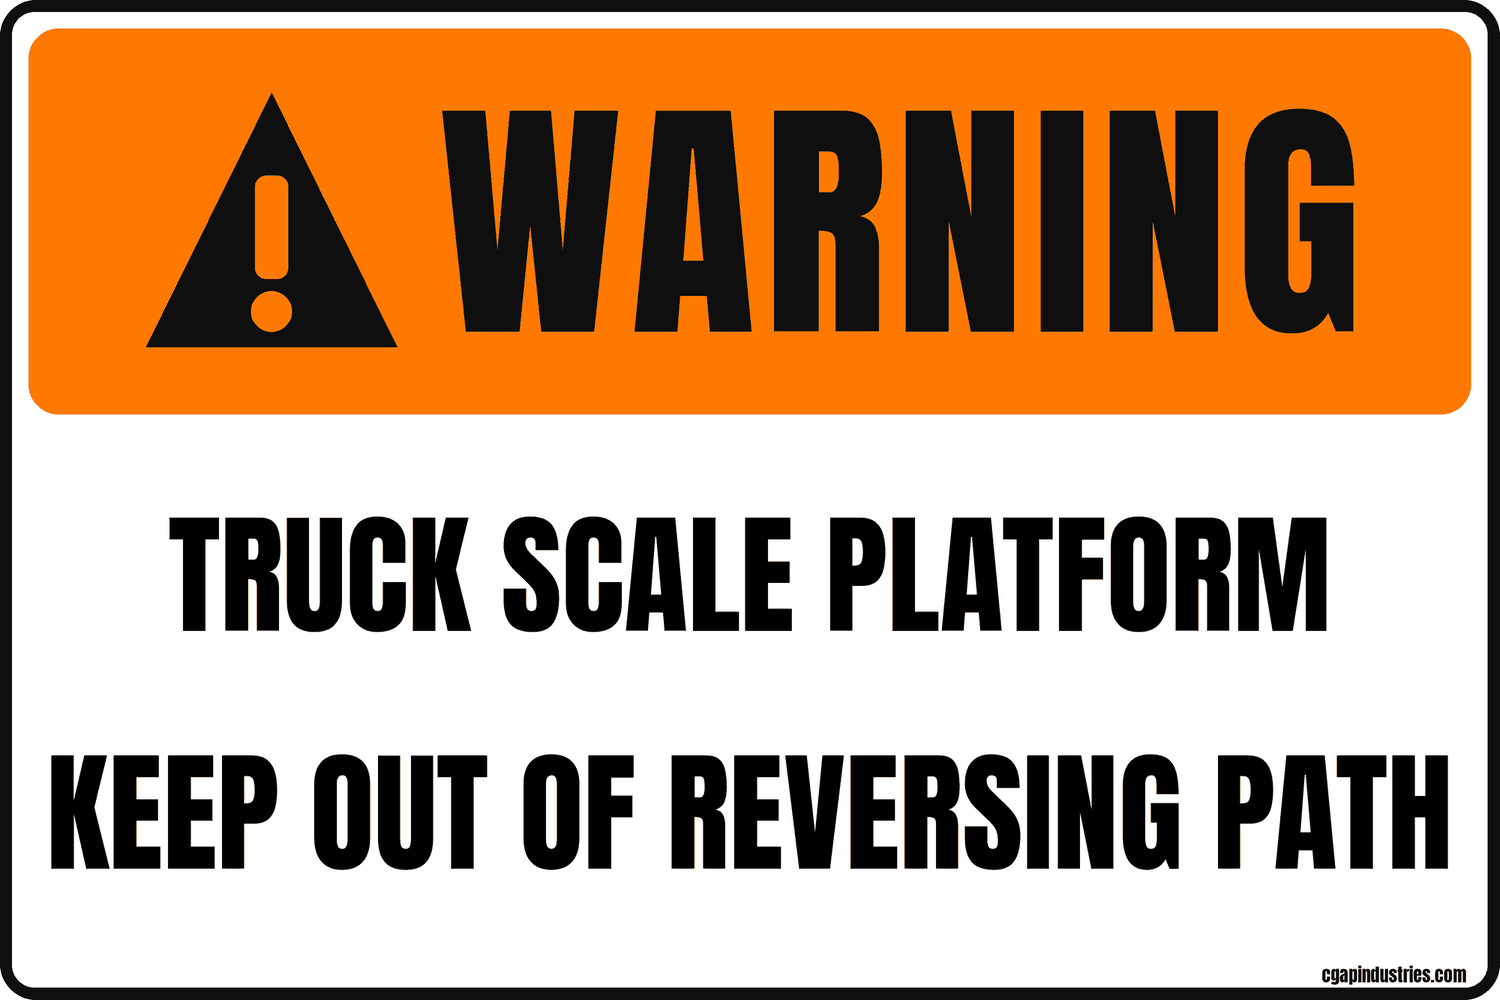 WARNING
TRUCK SCALE PLATFORM
KEEP OUT OF REVERSING PATH
cgapindustries.com